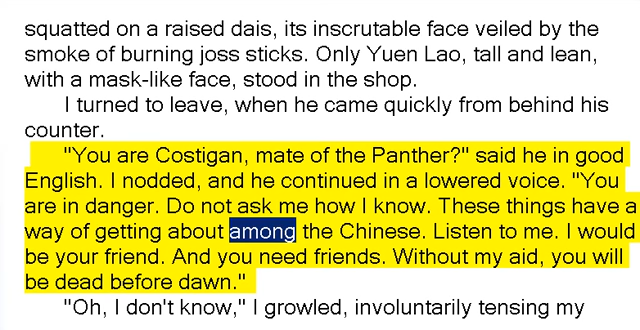 squatted on a raised dais, its inscrutable face veiled by the
smoke of burning joss sticks. Only Yuen Lao, tall and lean,
with a mask-like face, stood in the shop.
I turned to leave, when he came quickly from behind his
counter.
"You are Costigan, mate of the Panther?" said he in good
English. I nodded, and he continued in a lowered voice. "You
are in danger. Do not ask me how I know. These things have a
way of getting about among the Chinese. Listen to me. I would
be your friend. And you need friends. Without my aid, you will
be dead before dawn."
"Oh, I don't know," I growled, involuntarily tensing my